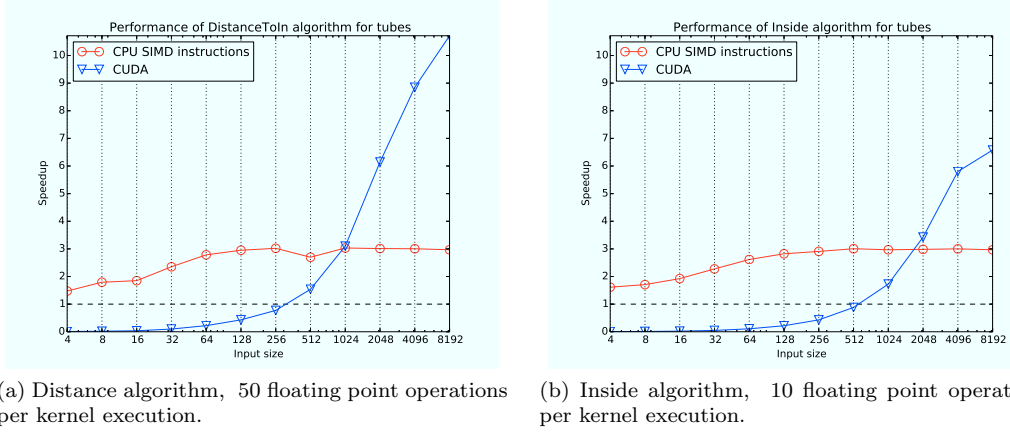 Performance of DistanceToIn algorithm for tubes
CPU SIMD instructions
CUDA
Speedup
10
9
8
7
6
5
4
3
2
1
0
4 8 16 32 64 128 256 512 1024 2048 4096 8192
Input size
(a) Distance algorithm, 50 floating point operations
per kernel execution.
Performance of Inside algorithm for tubes
CPU SIMD instructions
CUDA
Speedup
10
9
8
7
6
5
4
3
2
1
0
4 8 16 32 64 128 256 512 1024 2048 4096 8192
Input size
(b) Inside algorithm, 10 floating point operat
per kernel execution.